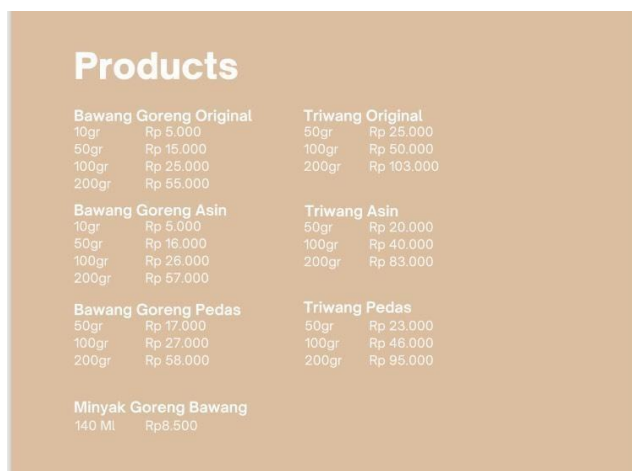 Products
Bawang Goreng Original
10gr Rp 5.000
50gr Rp 15.000
100gr Rp 25.000
200gr Rp 55.000
Bawang Goreng Asin
10gr Rp 5.000
50gr Rp 16.000
100gr Rp 26.000
200gr Rp 57.000
Bawang Goreng Pedas
50gr Rp 17.000
100gr Rp 27.000
200gr Rp 58.000
Minyak Goreng Bawang
140 Ml Rp8.500
Triwang Original
50gr Rp 25.000
100gr Rp 50.000
200gr Rp 103.000
Triwang Asin
50gr Rp 20.000
100gr Rp 40.000
200gr Rp 83.000
Triwang Pedas
50gr Rp 23.000
100gr Rp 46.000
200gr Rp 95.000